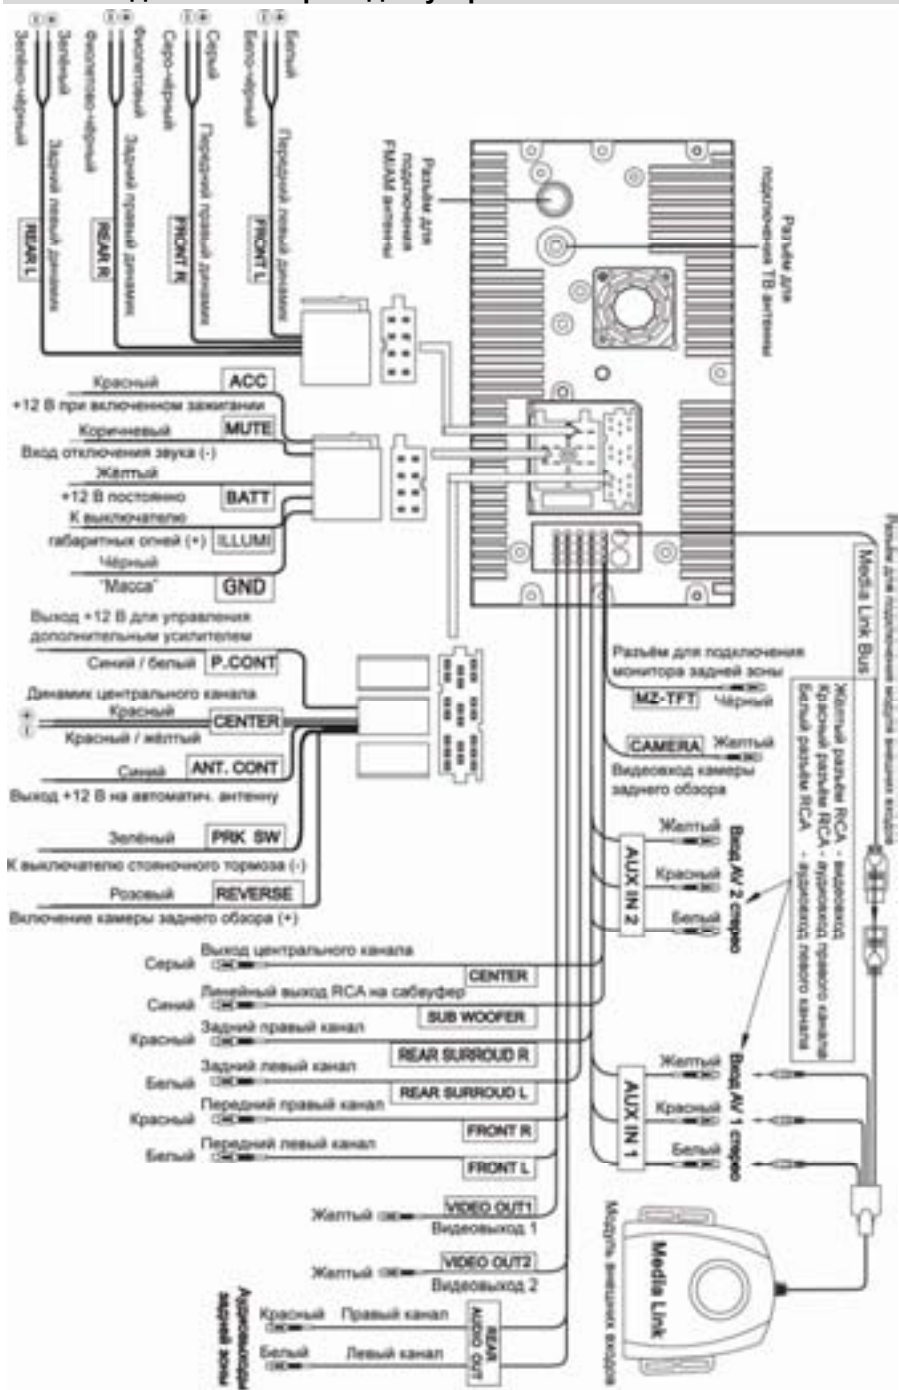 Зелёно-чёрный
Зелёный
Задний левый динамик
REAR L
Фиолетово-чёрный
Фиолетовый
Задний правый динамик
REAR R
Серо-чёрный
Серый
Передний правый динамик
FRONT R
Бело-чёрный
Белый
Передний левый динамик
FRONT L
Разъём для
подключения
FM/AM антенны
Разъём для
подключения ТВ антенны
Красный ACC
+12 В при включенном зажигании
Коричневый MUTE
Вход отключения звука (-)
Жёлтый
+12 В постоянно BATT
К выключателю
габаритных огней (+) ILLUMI
Чёрный
"Масса" GND
Выход +12 В для управления
дополнительным усилителем
Синий / белый P.CONT
Динамик центрального канала
Красный
CENTER
Красный / жёлтый
Синий ANT. CONT
Выход +12 В на автоматич. антенну
Зелёный PRK SW
К выключателю стояночного тормоза (-)
Розовый REVERSE
Включение камеры заднего обзора (+)
Разъём для подключения модуля внешних входов
Media Link Bus
Разъём для подключения
монитора задней зоны
MZ-TFT Чёрный
CAMERA Желтый
Видеовход камеры
заднего обзора
Жёлтый разъём RCA - видеовход
Красный разъём RCA - аудиовход правого канала
Белый разъём RCA - аудиовход левого канала
AUX IN 2
Желтый
Красный
Белый
Вход AV 2 стерео
AUX IN 1
Желтый
Красный
Белый
Вход AV 1 стерео
Серый Выход центрального канала
CENTER
Синий Линейный выход RCA на сабвуфер
SUB WOOFER
Красный Задний правый канал
REAR SURROUD R
Белый Задний левый канал
REAR SURROUD L
Красный Передний правый канал
FRONT R
Белый Передний левый канал
FRONT L
Желтый VIDEO OUT1
Видеовыход 1
Желтый VIDEO OUT2
Видеовыход 2
Аудиовыходы
задней зоны
Красный Правый канал
Белый Левый канал
REAR
AUDIO OUT
Media Link
Модуль внешних входов